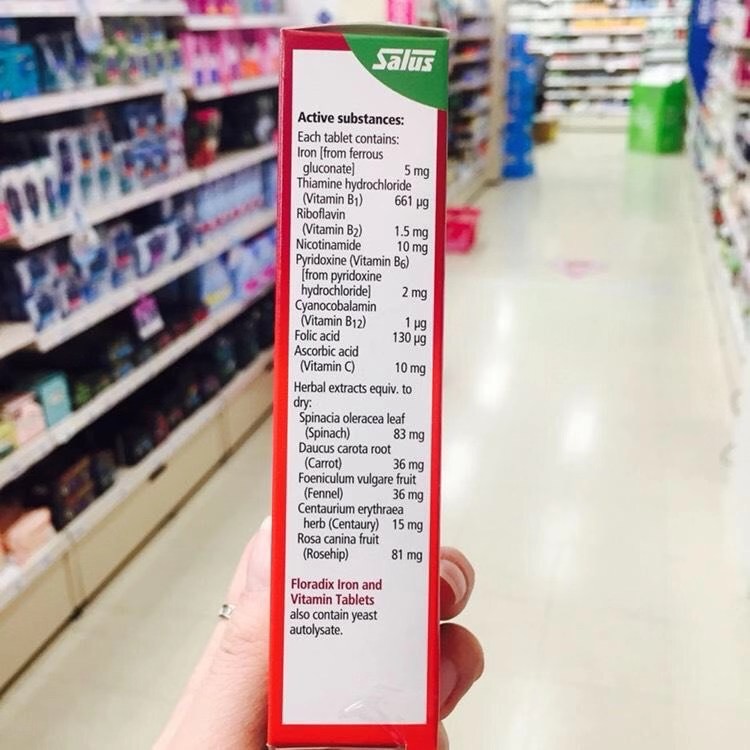 Salus
Active substances:
Each tablet contains:
Iron [from ferrous
gluconate] 5 mg
Thiamine hydrochloride
(Vitamin B1) 661 µg
Riboflavin
(Vitamin B2) 1.5 mg
Nicotinamide 10 mg
Pyridoxine (Vitamin B6)
[from pyridoxine
hydrochloride] 2 mg
Cyanocobalamin
(Vitamin B12) 1 µg
Folic acid 130 µg
Ascorbic acid
(Vitamin C) 10 mg
Herbal extracts equiv. to
dry:
Spinacia oleracea leaf
(Spinach) 83 mg
Daucus carota root
(Carrot) 36 mg
Foeniculum vulgare fruit
(Fennel) 36 mg
Centaurium erythraea
herb (Centaury) 15 mg
Rosa canina fruit
(Rosehip) 81 mg
Floradix Iron and
Vitamin Tablets
also contain yeast
autolysate.